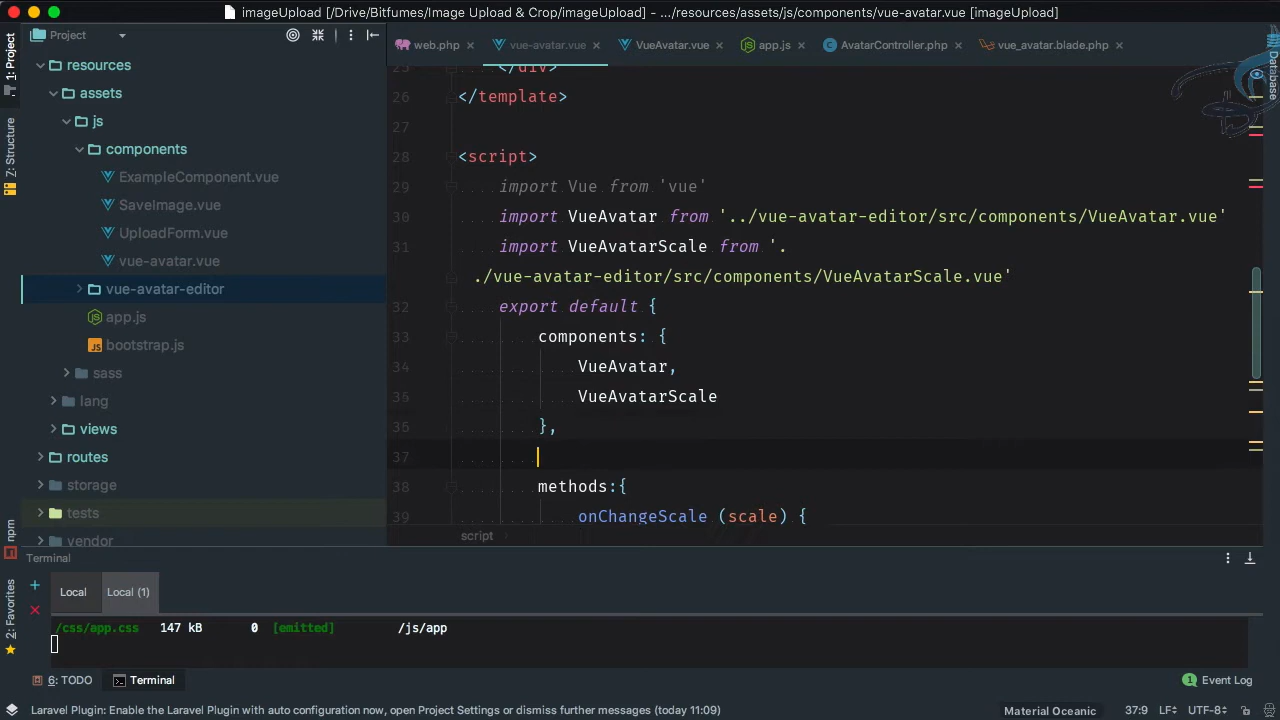 imageUpload [/Drive/Bitfumes/Image Upload & Crop/imageUpload] - .../resources/assets/js/components/vue-avatar.vue [imageUpload]
1: Project
Z: Structure
npm
2: Favorites
Project
resources
assets
js
components
ExampleComponent.vue
SaveImage.vue
UploadForm.vue
vue-avatar.vue
vue-avatar-editor
app.js
bootstrap.js
sass
lang
views
routes
storage
tests
vendor
web.php
vue-avatar.vue
VueAvatar.vue
app.js
AvatarController.php
vue_avatar.blade.php
Database
25 </div>
26 </template>
27
28 <script>
29 import Vue from 'vue'
30 import VueAvatar from '../vue-avatar-editor/src/components/VueAvatar.vue'
31 import VueAvatarScale from '.
./vue-avatar-editor/src/components/VueAvatarScale.vue'
32 export default {
33 components: {
34 VueAvatar,
36 VueAvatarScale
35 },
37
38 methods:{
39 onChangeScale (scale) {
script
Terminal
Local
Local (1)
/css/app.css 147 kB 0 [emitted] /js/app
6: TODO
Terminal
1 Event Log
Laravel Plugin: Enable the Laravel Plugin with auto configuration now, open Project Settings or dismiss further messages (today 11:09)
Material Oceanic
37:9
LF
UTF-8